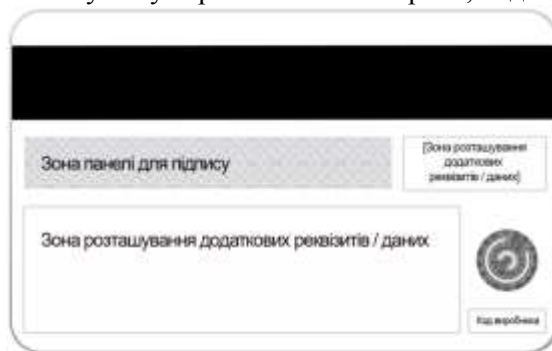 Зона панелі для підпису
[Зона розташування
додаткових
реквізитів / даних]
Зона розташування додаткових реквізитів / даних
Код виробника